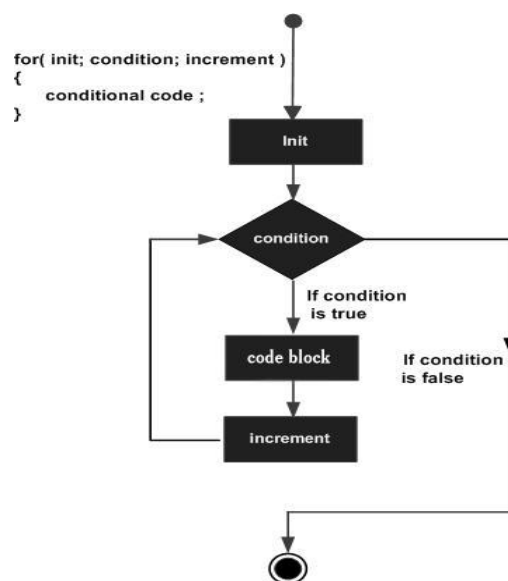 for( init; condition; increment )
{
conditional code ;
}
Init
condition
If condition
is true
code block
If condition
is false
increment